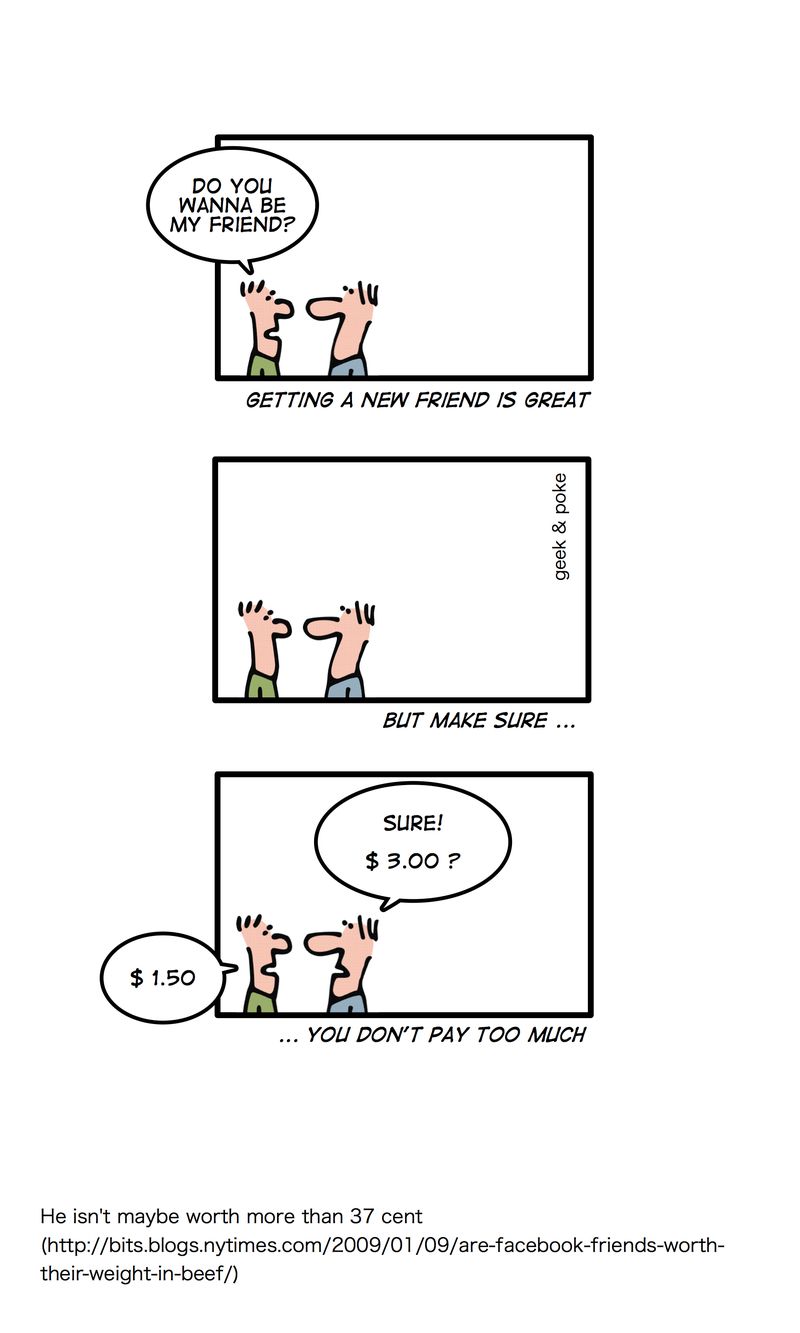 DO YOU
WANNA BE
MY FRIEND?
GETTING A NEW FRIEND IS GREAT
geek & poke
BUT MAKE SURE ...
SURE!
$ 3.00 ?
$ 1.50
... YOU DON'T PAY TOO MUCH
He isn't maybe worth more than 37 cent
(http://bits.blogs.nytimes.com/2009/01/09/are-facebook-friends-worth-
their-weight-in-beef/)